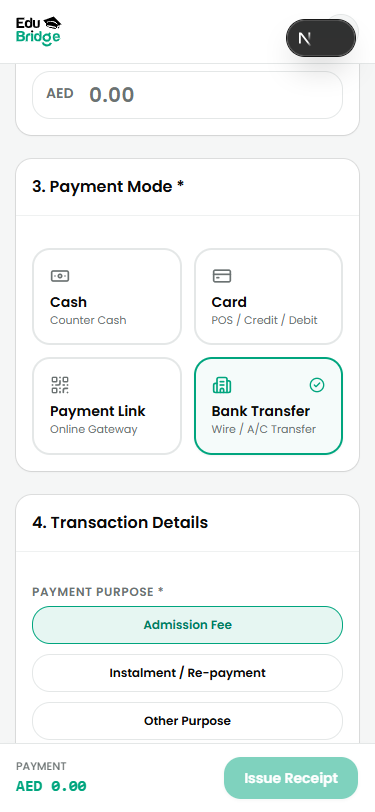 Edu
Bridge
N
AED 0.00
3. Payment Mode *
Cash
Counter Cash
Card
POS / Credit / Debit
Payment Link
Online Gateway
Bank Transfer
Wire / A/C Transfer
4. Transaction Details
PAYMENT PURPOSE *
Admission Fee
Instalment / Re-payment
Other Purpose
PAYMENT
AED 0.00
Issue Receipt